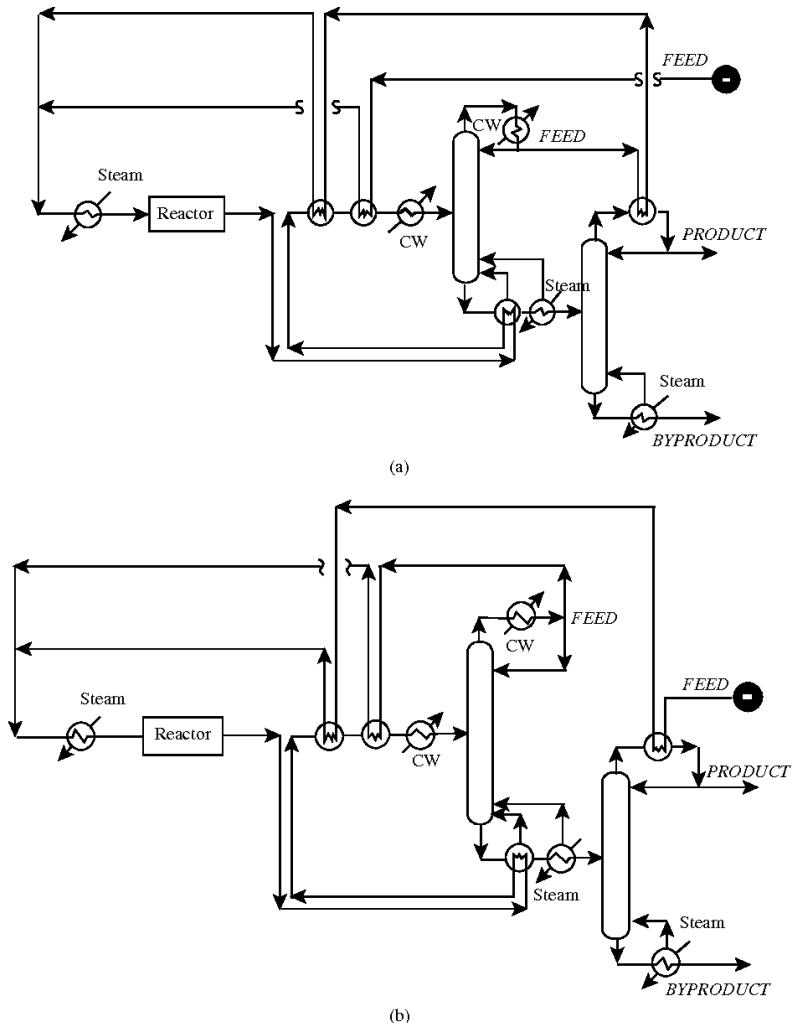 FEED
CW
FEED
Steam
Reactor
CW
PRODUCT
Steam
Steam
BYPRODUCT
(a)
FEED
CW
FEED
Steam
Reactor
CW
PRODUCT
Steam
Steam
BYPRODUCT
(b)